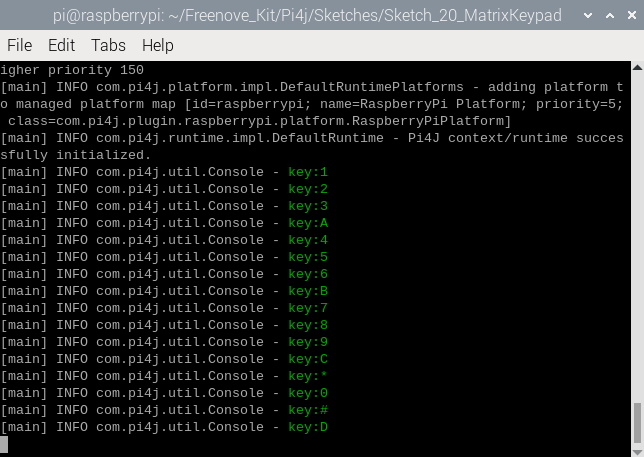 pi@raspberrypi: ~/Freenove_Kit/Pi4j/Sketches/Sketch_20_MatrixKeypad
File Edit Tabs Help
igher priority 150
[main] INFO com.pi4j.platform.impl.DefaultRuntimePlatforms - adding platform t
o managed platform map [id=raspberrypi; name=RaspberryPi Platform; priority=5;
 class=com.pi4j.plugin.raspberrypi.platform.RaspberryPiPlatform]
[main] INFO com.pi4j.runtime.impl.DefaultRuntime - Pi4J context/runtime succes
sfully initialized.
[main] INFO com.pi4j.util.Console - key:1
[main] INFO com.pi4j.util.Console - key:2
[main] INFO com.pi4j.util.Console - key:3
[main] INFO com.pi4j.util.Console - key:A
[main] INFO com.pi4j.util.Console - key:4
[main] INFO com.pi4j.util.Console - key:5
[main] INFO com.pi4j.util.Console - key:6
[main] INFO com.pi4j.util.Console - key:B
[main] INFO com.pi4j.util.Console - key:7
[main] INFO com.pi4j.util.Console - key:8
[main] INFO com.pi4j.util.Console - key:9
[main] INFO com.pi4j.util.Console - key:C
[main] INFO com.pi4j.util.Console - key:*
[main] INFO com.pi4j.util.Console - key:0
[main] INFO com.pi4j.util.Console - key:#
[main] INFO com.pi4j.util.Console - key:D